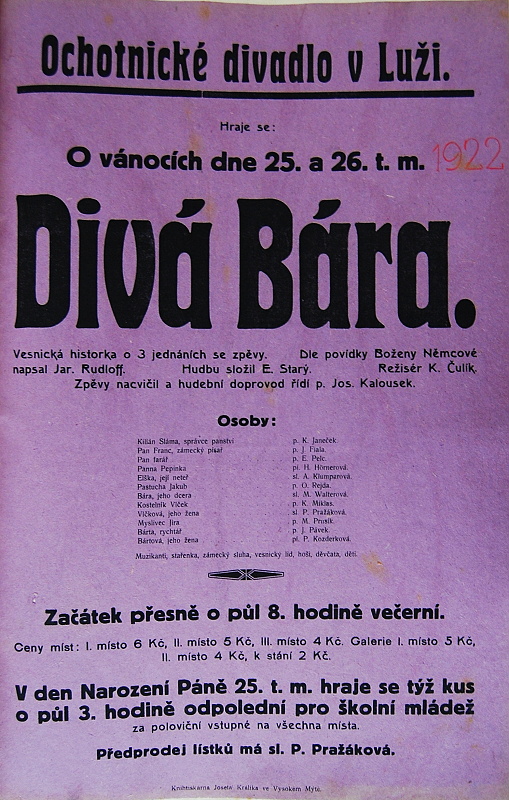 Ochotnické divadlo v Luži.
Hraje se:
O vánocích dne 25. a 26. t. m. 1922
Divá Bára.
Vesnická historka o 3 jednáních se zpěvy. Dle povídky Boženy Němcové
napsal Jar. Rudloff. Hudbu složil E. Starý. Režisér K. Čulík.
Zpěvy nacvičil a hudební doprovod řídí p. Jos. Kalousek.
Osoby:
Kilián Sláma, správce panství p. K. Janeček.
Pan Franc, zámecký písař p. J. Fiala.
Pan farář p. E. Pelc.
Panna Pepinka pí. H. Hörnerová.
Elška, její neteř sl. A. Klumparová.
Pastucha Jakub p. O. Rejda.
Bára, jeho dcera sl. M. Walterová.
Kostelník Vlček p. K. Miklas.
Vlčková, jeho žena sl. P. Pražáková.
Myslivec Jíra p. M. Prusík.
Bárta, rychtář p. J. Pávek.
Bártová, jeho žena pí. P. Kozderková.
Muzikanti, stařenka, zámecký sluha, vesnický lid, hoši, děvčata, děti.
Začátek přesně o půl 8. hodině večerní.
Ceny míst: I. místo 6 Kč, II. místo 5 Kč, III. místo 4 Kč. Galerie I. místo 5 Kč,
II. místo 4 Kč, k stání 2 Kč.
V den Narození Páně 25. t. m. hraje se týž kus
o půl 3. hodině odpolední pro školní mládež
za poloviční vstupné na všechna místa.
Předprodej lístků má sl. P. Pražáková.
Knihtiskárna Josefa Králíka ve Vysokém Mýtě.